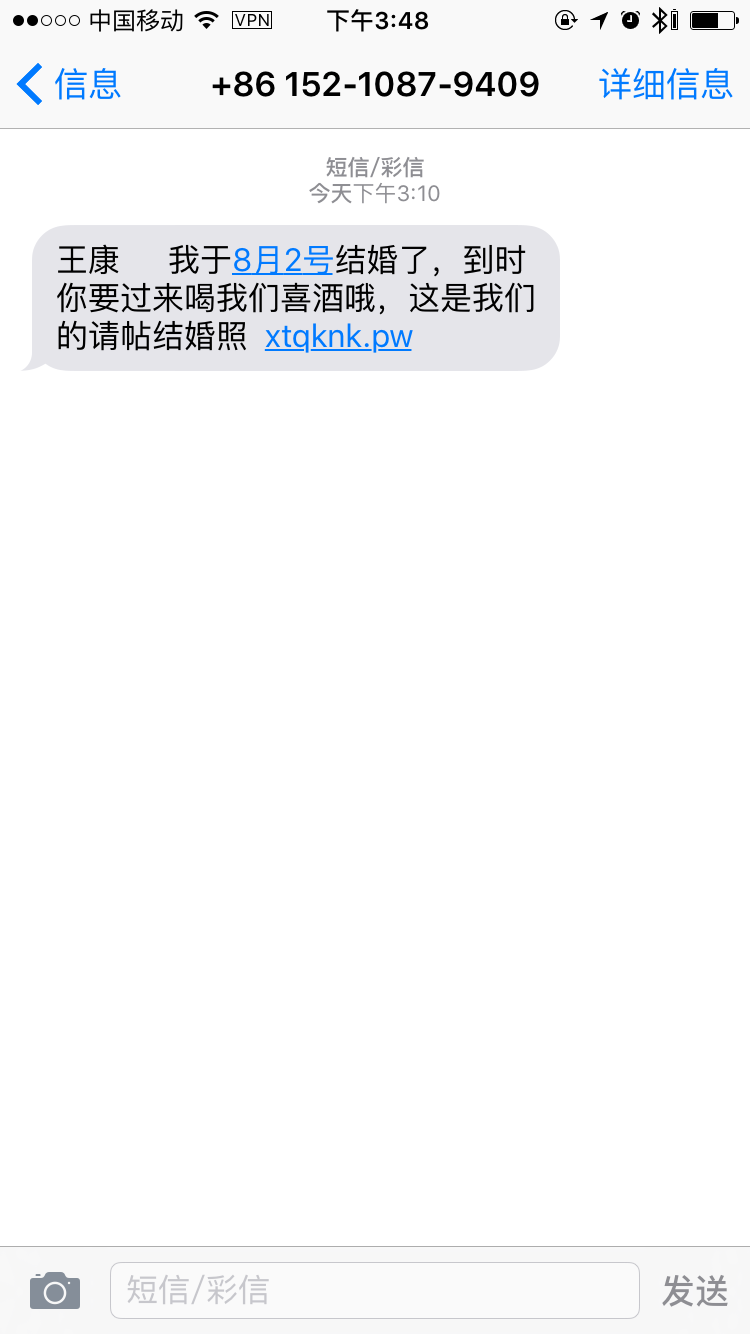 中国移动 VPN 下午3:48
信息 +86 152-1087-9409 详细信息
短信/彩信
今天下午3:10
王康 我于8月2号结婚了，到时
你要过来喝我们喜酒哦，这是我们
的请帖结婚照 xtqknk.pw
短信/彩信 发送